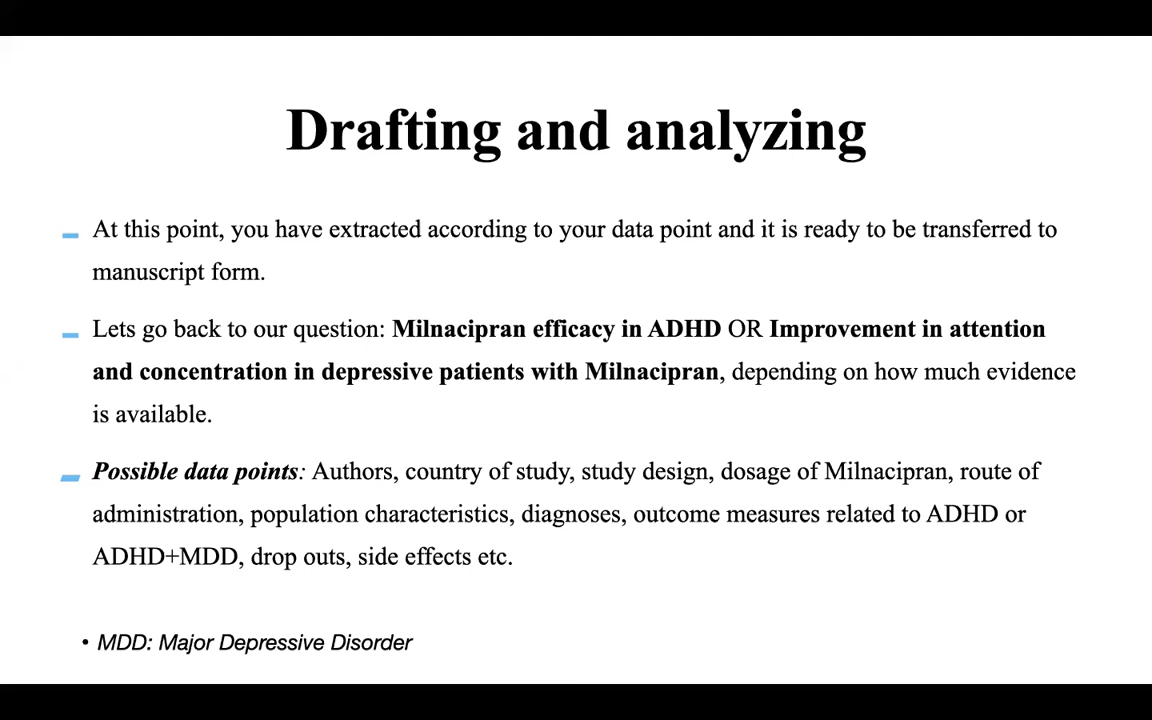 Drafting and analyzing
At this point, you have extracted according to your data point and it is ready to be transferred to
manuscript form.
Lets go back to our question: Milnacipran efficacy in ADHD OR Improvement in attention
and concentration in depressive patients with Milnacipran, depending on how much evidence
is available.
Possible data points: Authors, country of study, study design, dosage of Milnacipran, route of
administration, population characteristics, diagnoses, outcome measures related to ADHD or
ADHD+MDD, drop outs, side effects etc.
• MDD: Major Depressive Disorder